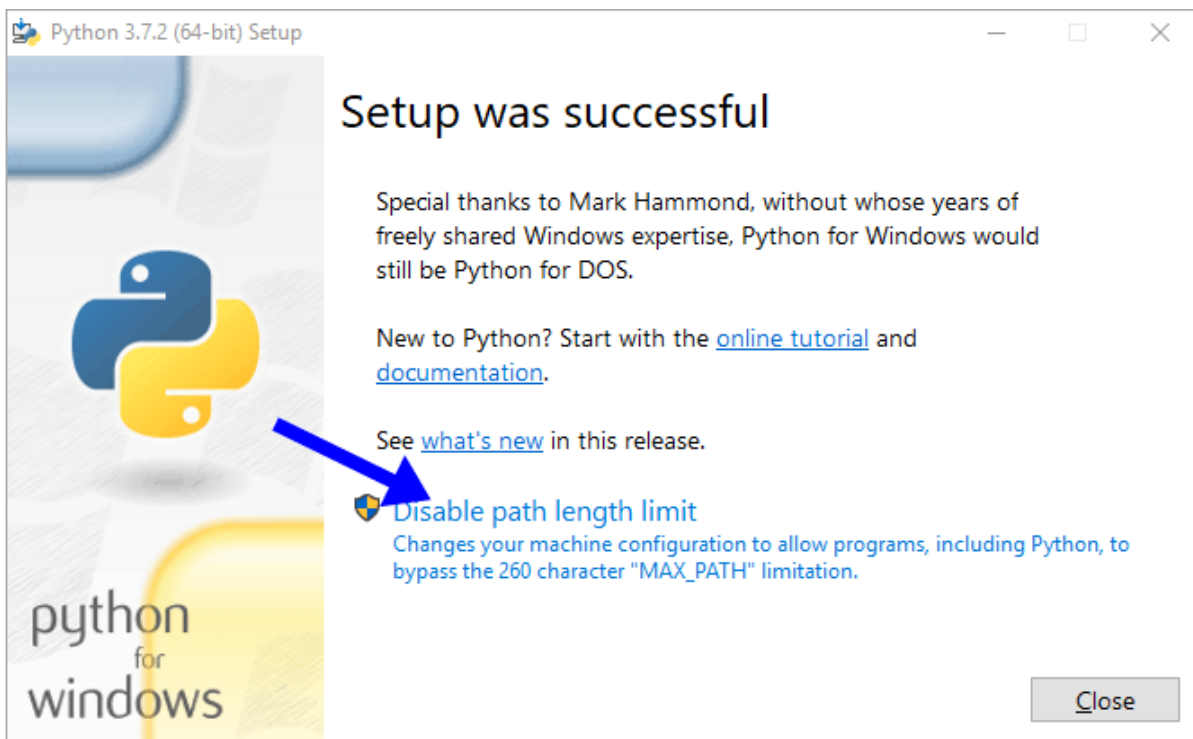 Python 3.7.2 (64-bit) Setup
Setup was successful
Special thanks to Mark Hammond, without whose years of
freely shared Windows expertise, Python for Windows would
still be Python for DOS.
New to Python? Start with the online tutorial and
documentation.
See what's new in this release.
Disable path length limit
Changes your machine configuration to allow programs, including Python, to
bypass the 260 character "MAX_PATH" limitation.
python
for
windows
Close